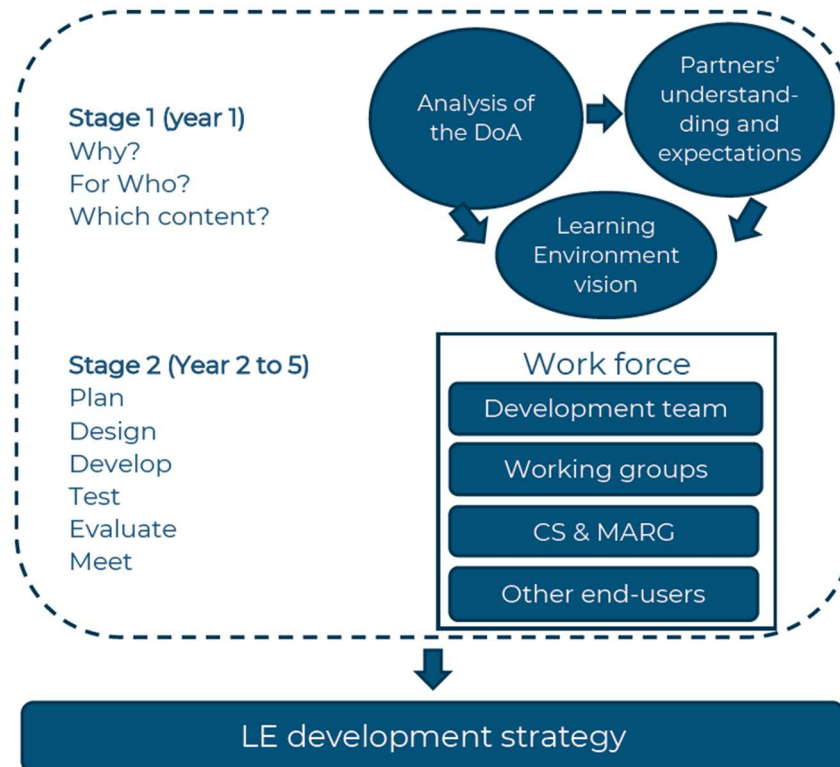 Stage 1 (year 1)
Why?
For Who?
Which content?
Analysis of
the DoA
Partners'
understand-
ding and
expectations
Learning
Environment
vision
Stage 2 (Year 2 to 5)
Plan
Design
Develop
Test
Evaluate
Meet
Work force
Development team
Working groups
CS & MARG
Other end-users
LE development strategy